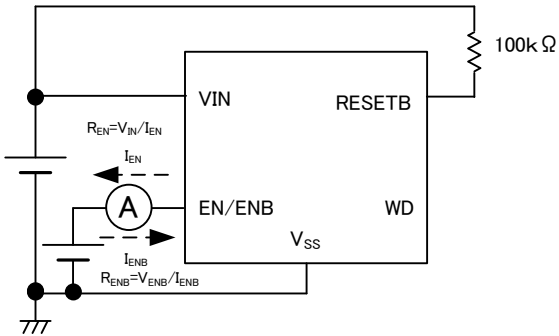 100kΩ
VIN
RESETB
R_EN=V_IN/I_EN
I_EN
A
EN/ENB
WD
V_SS
I_ENB
R_ENB=V_ENB/I_ENB